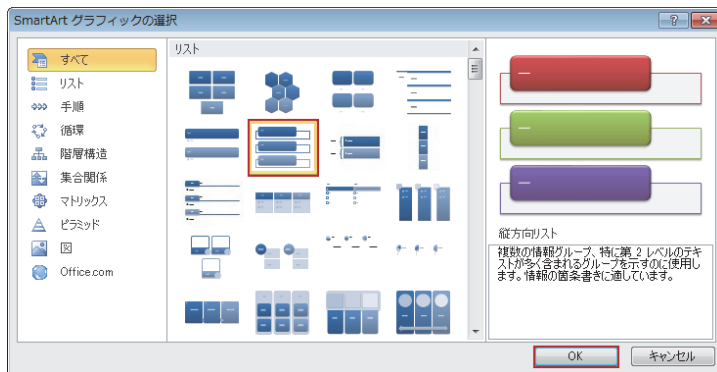 SmartArt グラフィックの選択
すべて
リスト
手順
循環
階層構造
集合関係
マトリックス
ピラミッド
図
Office.com
リスト
縦方向リスト
複数の情報グループ、特に第 2 レベルのテキ
ストが多く含まれるグループを示すのに使用し
ます。情報の箇条書きに適しています。
OK
キャンセル